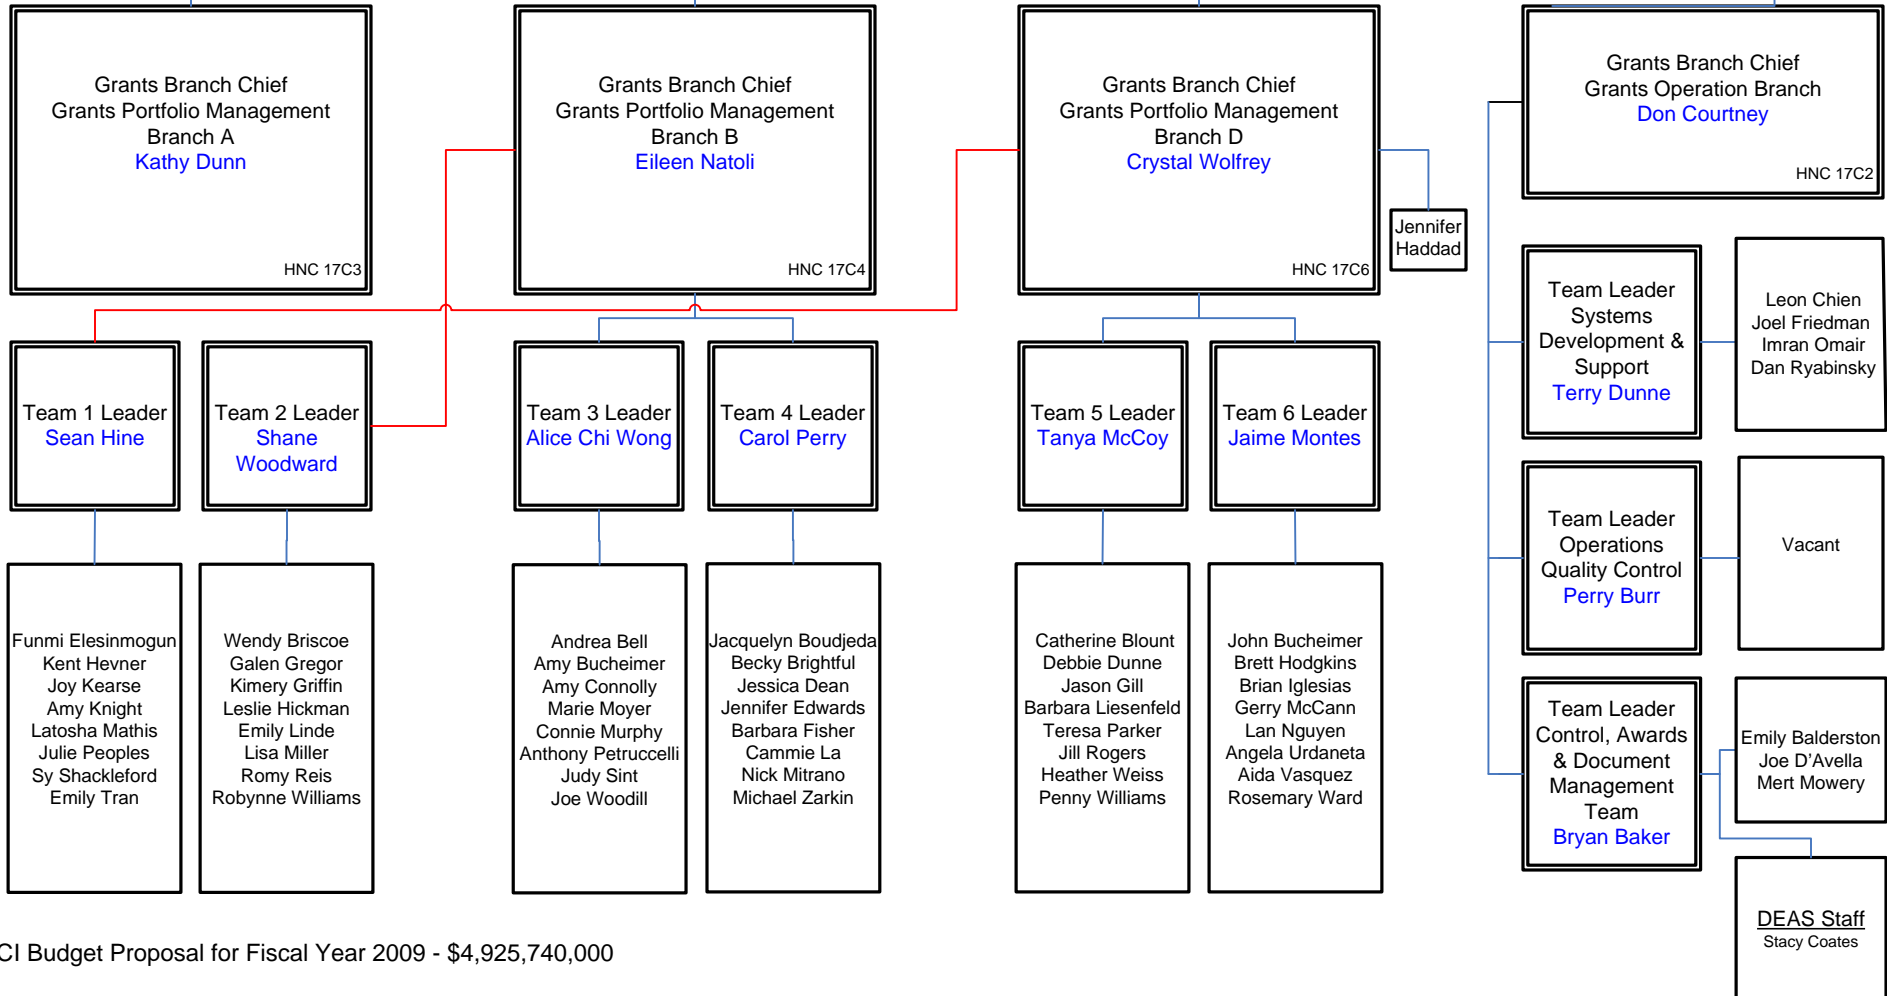 Grants Branch Chief
Grants Portfolio Management
Branch A
Kathy Dunn
HNC 17C3
Grants Branch Chief
Grants Portfolio Management
Branch B
Eileen Natoli
HNC 17C4
Grants Branch Chief
Grants Portfolio Management
Branch D
Crystal Wolfrey
HNC 17C6
Jennifer
Haddad
Grants Branch Chief
Grants Operation Branch
Don Courtney
HNC 17C2
Team 1 Leader
Sean Hine
Team 2 Leader
Shane
Woodward
Team 3 Leader
Alice Chi Wong
Team 4 Leader
Carol Perry
Team 5 Leader
Tanya McCoy
Team 6 Leader
Jaime Montes
Team Leader
Systems
Development &
Support
Terry Dunne
Leon Chien
Joel Friedman
Imran Omair
Dan Ryabinsky
Team Leader
Operations
Quality Control
Perry Burr
Vacant
Team Leader
Control, Awards
& Document
Management
Team
Bryan Baker
Emily Balderston
Joe D’Avella
Mert Mowery
DEAS Staff
Stacy Coates
Funmi Elesinmogun
Kent Hevner
Joy Kearse
Amy Knight
Latosha Mathis
Julie Peoples
Sy Shackleford
Emily Tran
Wendy Briscoe
Galen Gregor
Kimery Griffin
Leslie Hickman
Emily Linde
Lisa Miller
Romy Reis
Robynne Williams
Andrea Bell
Amy Bucheimer
Amy Connolly
Marie Moyer
Connie Murphy
Anthony Petruccelli
Judy Sint
Joe Woodill
Jacquelyn Boudjeda
Becky Brightful
Jessica Dean
Jennifer Edwards
Barbara Fisher
Cammie La
Nick Mitrano
Michael Zarkin
Catherine Blount
Debbie Dunne
Jason Gill
Barbara Liesenfeld
Teresa Parker
Jill Rogers
Heather Weiss
Penny Williams
John Bucheimer
Brett Hodgkins
Brian Iglesias
Gerry McCann
Lan Nguyen
Angela Urdaneta
Aida Vasquez
Rosemary Ward
CI Budget Proposal for Fiscal Year 2009 - $4,925,740,000